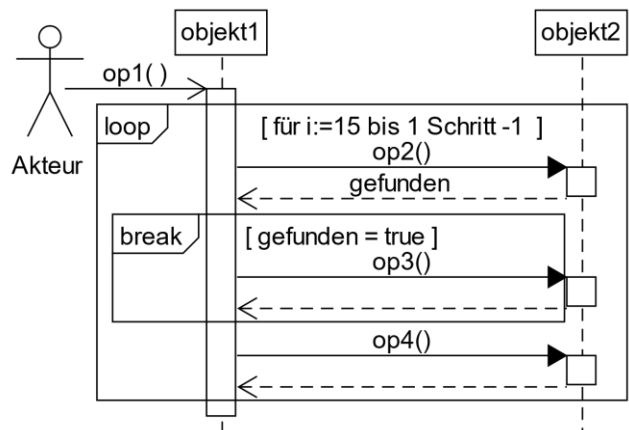 objekt1
objekt2
op1( )
loop
[ für i:=15 bis 1 Schritt -1 ]
op2()
Akteur
gefunden
break
[ gefunden = true ]
op3()
op4()